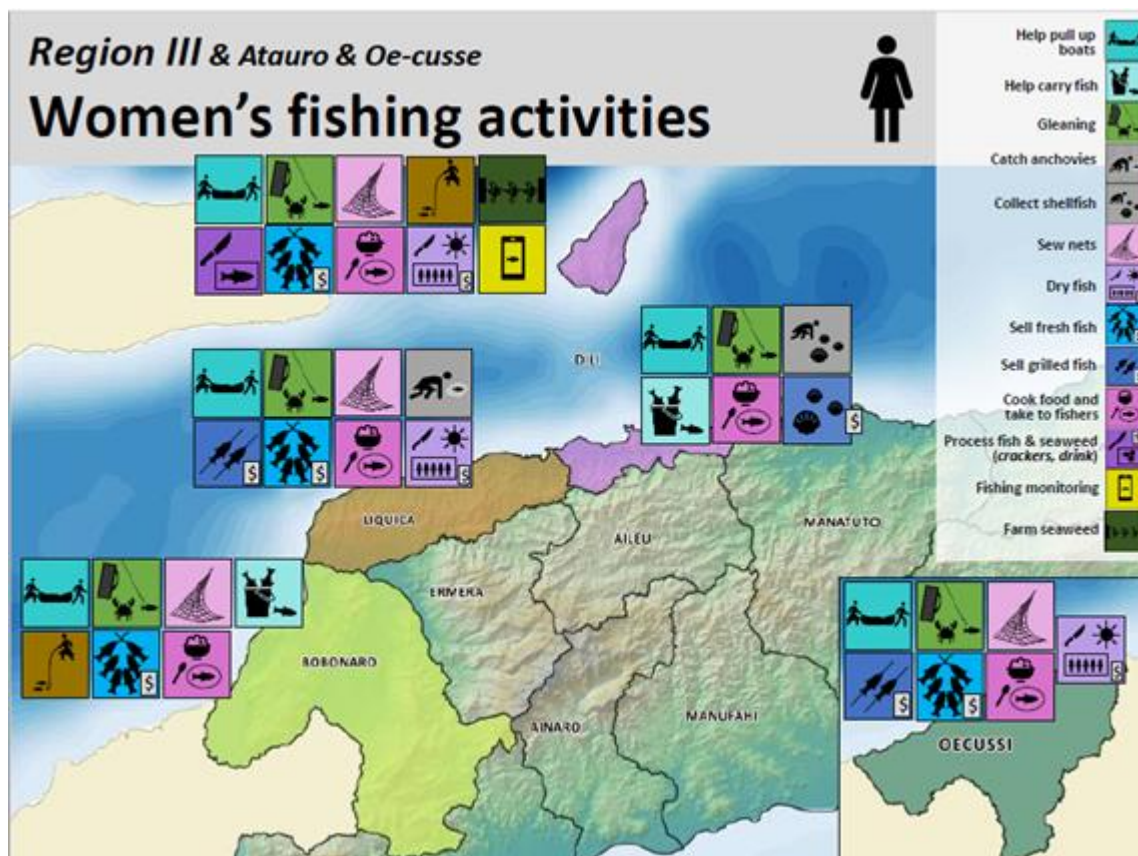 Region III & Atauro & Oe-cusse
Women's fishing activities
Help pull up
boats
Help carry fish
Gleaning
Catch anchovies
Collect shellfish
Sew nets
Dry fish
Sell fresh fish
Sell grilled fish
Cook food and
take to fishers
Process fish & seaweed
(crackers, drink)
Fishing monitoring
Farm seaweed
$
$
DILI
$
$
$
$
LIQUICA
AILEU
MANATUTO
ERMERA
BOBONARO
$
AINARO
MANUFAHI
$
$
$
OECUSSI